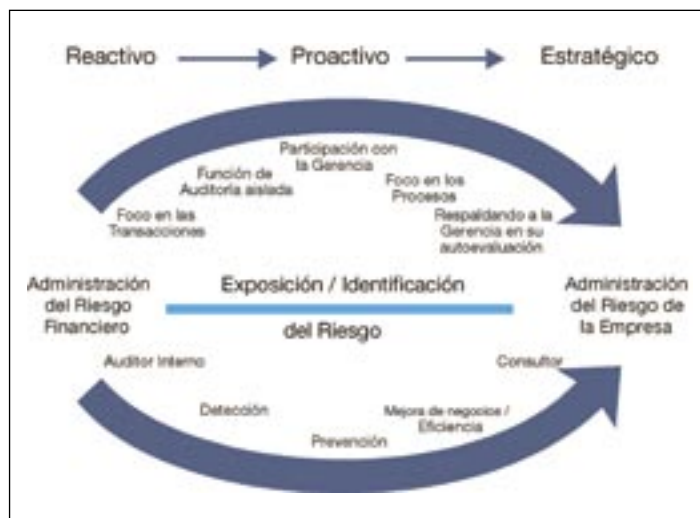 Reactivo Proactivo Estratégico
Participación con
la Gerencia
Función de
Auditoría aislada
Foco en los
Procesos
Foco en las
Transacciones
Respaldando a la
Gerencia en su
autoevaluación
Administración
del Riesgo
Financiero
Exposición / Identificación
del Riesgo
Administración
del Riesgo de
la Empresa
Auditor Interno
Consultor
Detección
Mejora de negocios /
Eficiencia
Prevención